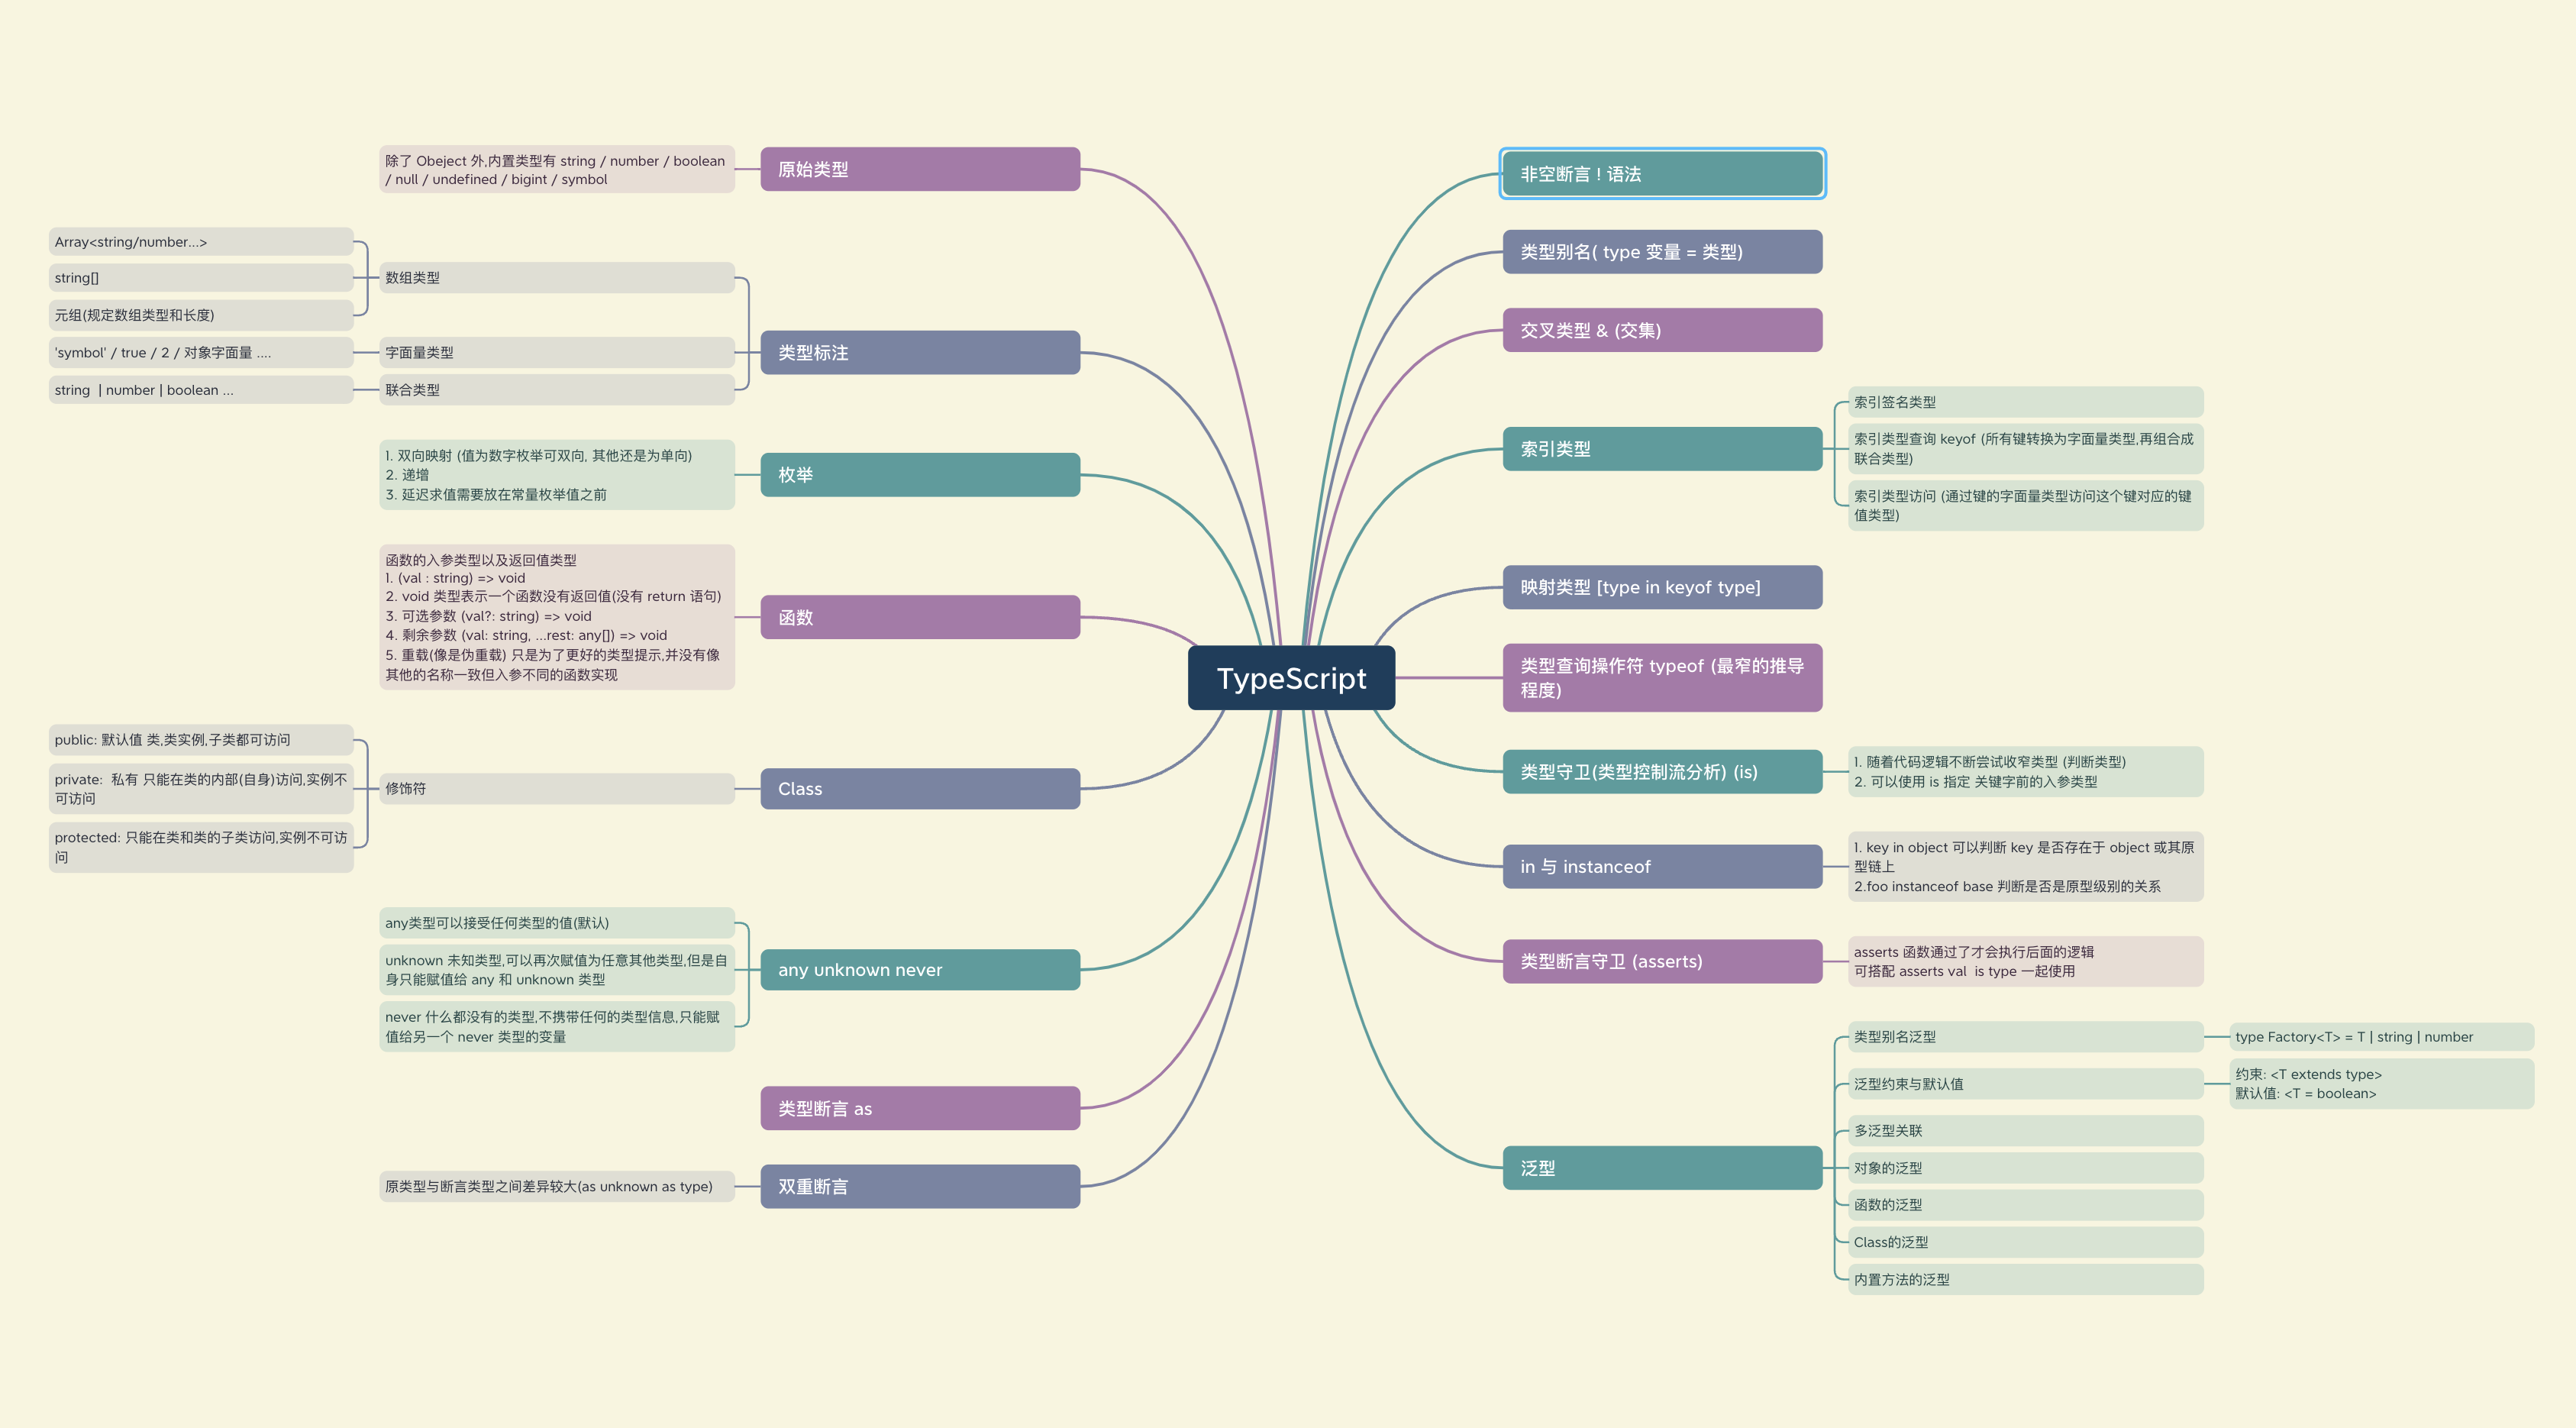 TypeScript
原始类型
除了 Obeject 外,内置类型有 string / number / boolean
/ null / undefined / bigint / symbol
类型标注
数组类型
Array<string/number...>
string[]
元组(规定数组类型和长度)
字面量类型
'symbol' / true / 2 / 对象字面量 ....
联合类型
string  | number | boolean ...
枚举
1. 双向映射 (值为数字枚举可双向, 其他还是为单向)
2. 递增
3. 延迟求值需要放在常量枚举值之前
函数
函数的入参类型以及返回值类型
1. (val : string) => void
2. void 类型表示一个函数没有返回值(没有 return 语句)
3. 可选参数 (val?: string) => void
4. 剩余参数 (val: string, ...rest: any[]) => void
5. 重载(像是伪重载) 只是为了更好的类型提示,并没有像
其他的名称一致但入参不同的函数实现
Class
修饰符
public: 默认值 类,类实例,子类都可访问
private:  私有 只能在类的内部(自身)访问,实例不
可访问
protected: 只能在类和类的子类访问,实例不可访
问
any unknown never
any类型可以接受任何类型的值(默认)
unknown 未知类型,可以再次赋值为任意其他类型,但是自
身只能赋值给 any 和 unknown 类型
never 什么都没有的类型,不携带任何的类型信息,只能赋
值给另一个 never 类型的变量
类型断言 as
双重断言
原类型与断言类型之间差异较大(as unknown as type)
非空断言 ! 语法
类型别名( type 变量 = 类型)
交叉类型 & (交集)
索引类型
索引签名类型
索引类型查询 keyof (所有键转换为字面量类型,再组合成
联合类型)
索引类型访问 (通过键的字面量类型访问这个键对应的键
值类型)
映射类型 [type in keyof type]
类型查询操作符 typeof (最窄的推导
程度)
类型守卫(类型控制流分析) (is)
1. 随着代码逻辑不断尝试收窄类型 (判断类型)
2. 可以使用 is 指定 关键字前的入参类型
in 与 instanceof
1. key in object 可以判断 key 是否存在于 object 或其原
型链上
2.foo instanceof base 判断是否是原型级别的关系
类型断言守卫 (asserts)
asserts 函数通过了才会执行后面的逻辑
可搭配 asserts val  is type 一起使用
泛型
类型别名泛型
type Factory<T> = T | string | number
泛型约束与默认值
约束: <T extends type>
默认值: <T = boolean>
多泛型关联
对象的泛型
函数的泛型
Class的泛型
内置方法的泛型